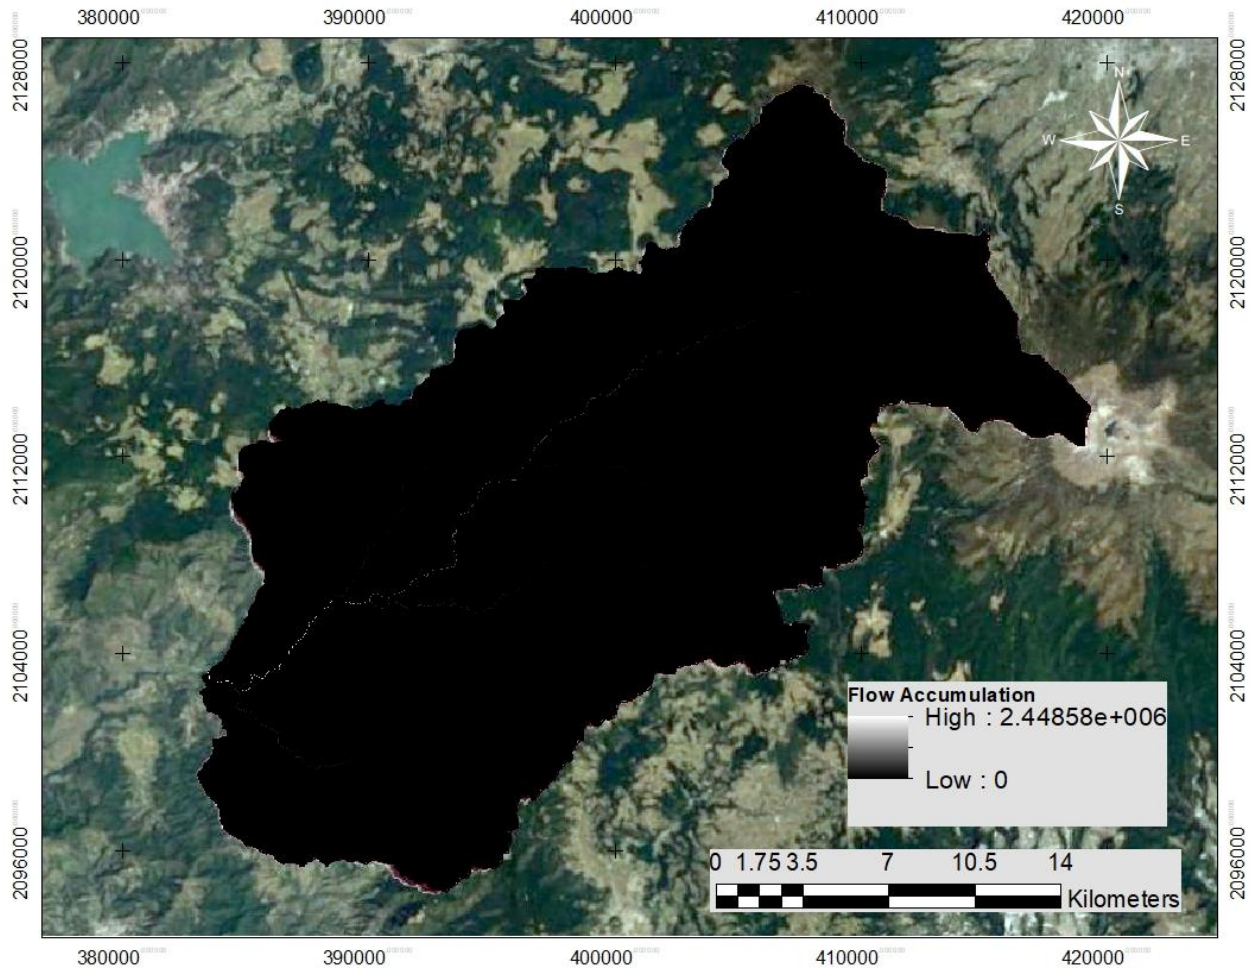 380000 390000 400000 410000 420000
2128000 2128000
N
W E
S
2120000 2120000
2112000 2112000
2104000 2104000
Flow Accumulation
High : 2.44858e+006
Low : 0
2096000 2096000
0 1.75 3.5 7 10.5 14
Kilometers
380000 390000 400000 410000 420000